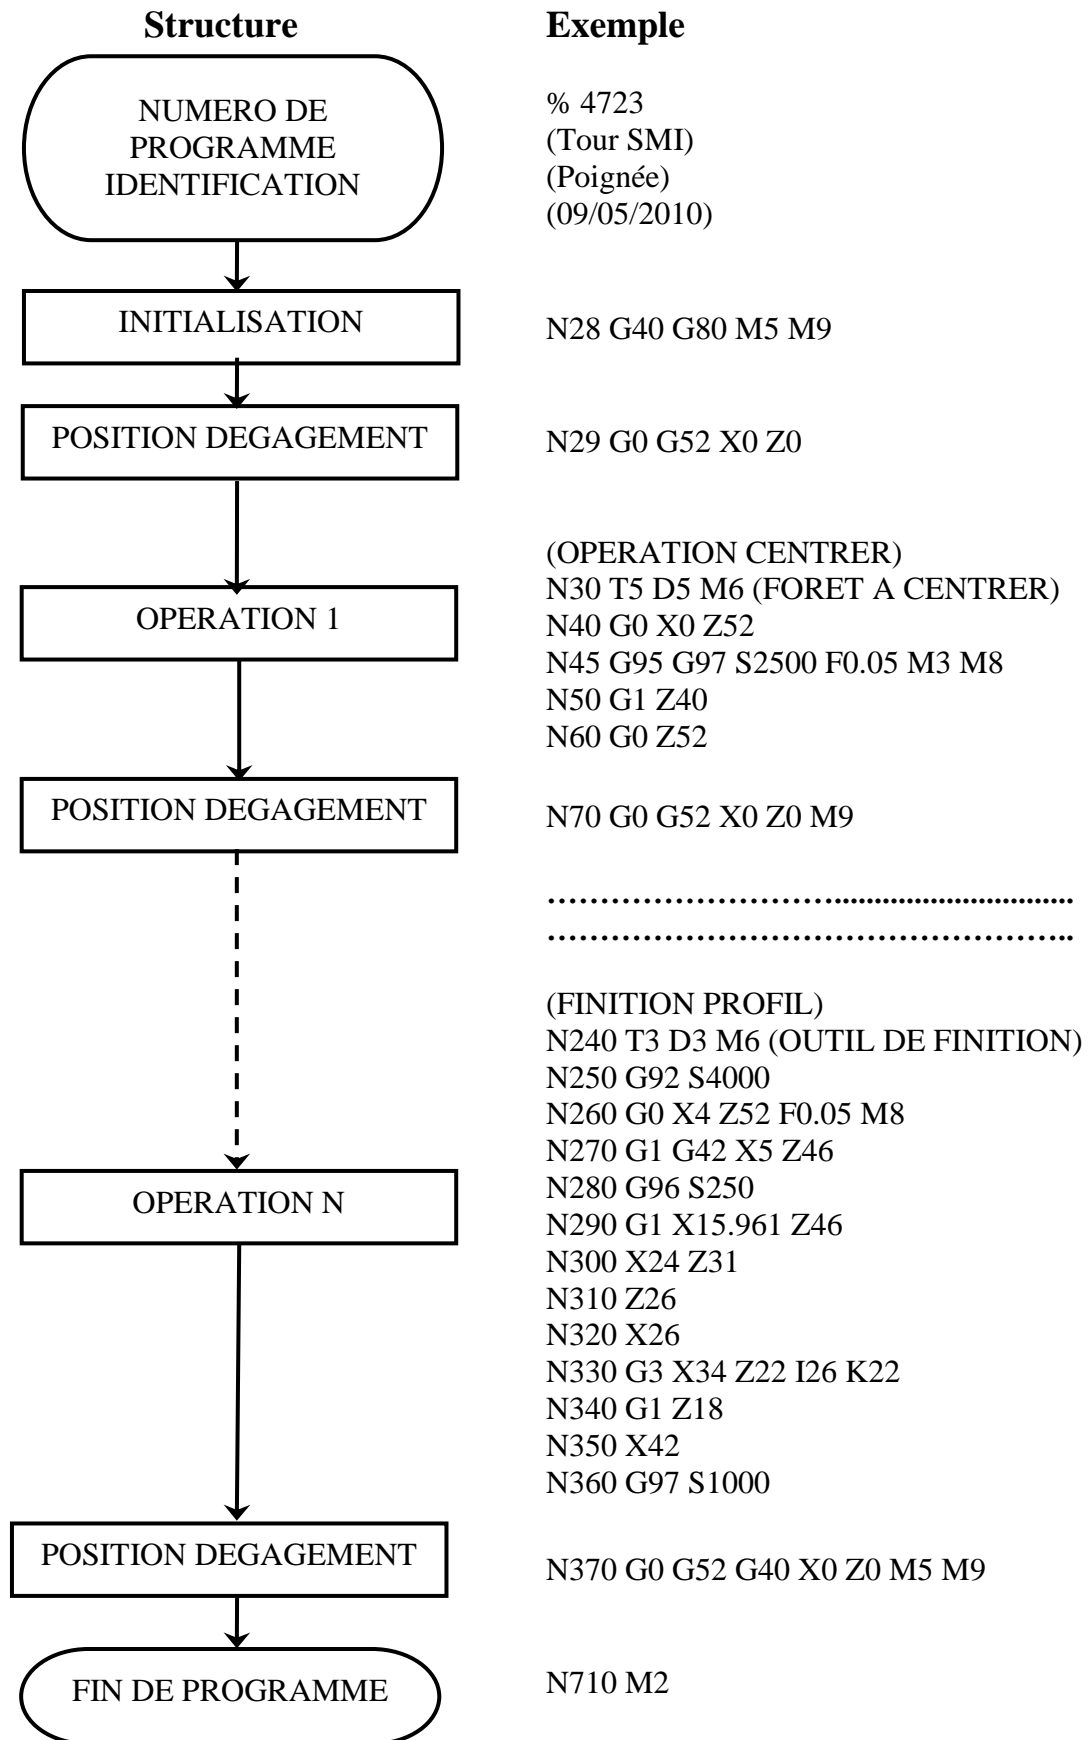 Structure
Exemple
NUMERO DE
PROGRAMME
IDENTIFICATION
% 4723
(Tour SMI)
(Poignée)
(09/05/2010)
INITIALISATION
N28 G40 G80 M5 M9
POSITION DEGAGEMENT
N29 G0 G52 X0 Z0
OPERATION 1
(OPERATION CENTRER)
N30 T5 D5 M6 (FORET A CENTRER)
N40 G0 X0 Z52
N45 G95 G97 S2500 F0.05 M3 M8
N50 G1 Z40
N60 G0 Z52
POSITION DEGAGEMENT
N70 G0 G52 X0 Z0 M9
………………………..............................
…………………………………………..
OPERATION N
(FINITION PROFIL)
N240 T3 D3 M6 (OUTIL DE FINITION)
N250 G92 S4000
N260 G0 X4 Z52 F0.05 M8
N270 G1 G42 X5 Z46
N280 G96 S250
N290 G1 X15.961 Z46
N300 X24 Z31
N310 Z26
N320 X26
N330 G3 X34 Z22 I26 K22
N340 G1 Z18
N350 X42
N360 G97 S1000
POSITION DEGAGEMENT
N370 G0 G52 G40 X0 Z0 M5 M9
FIN DE PROGRAMME
N710 M2